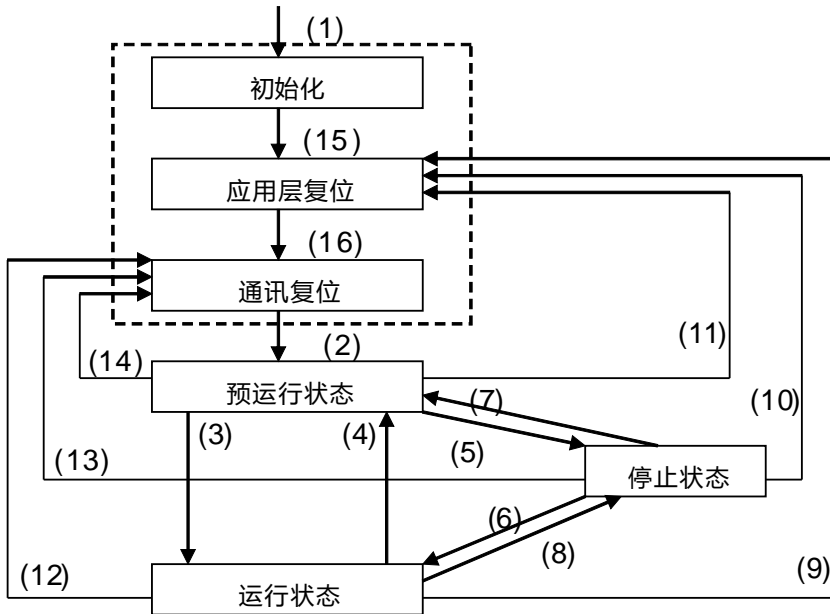 (1)
初始化
(15)
应用层复位
(16)
通讯复位
(2)
(11)
(14)
预运行状态
(7)
(10)
(3)
(4)
(5)
(13)
停止状态
(6)
(8)
(9)
(12)
运行状态